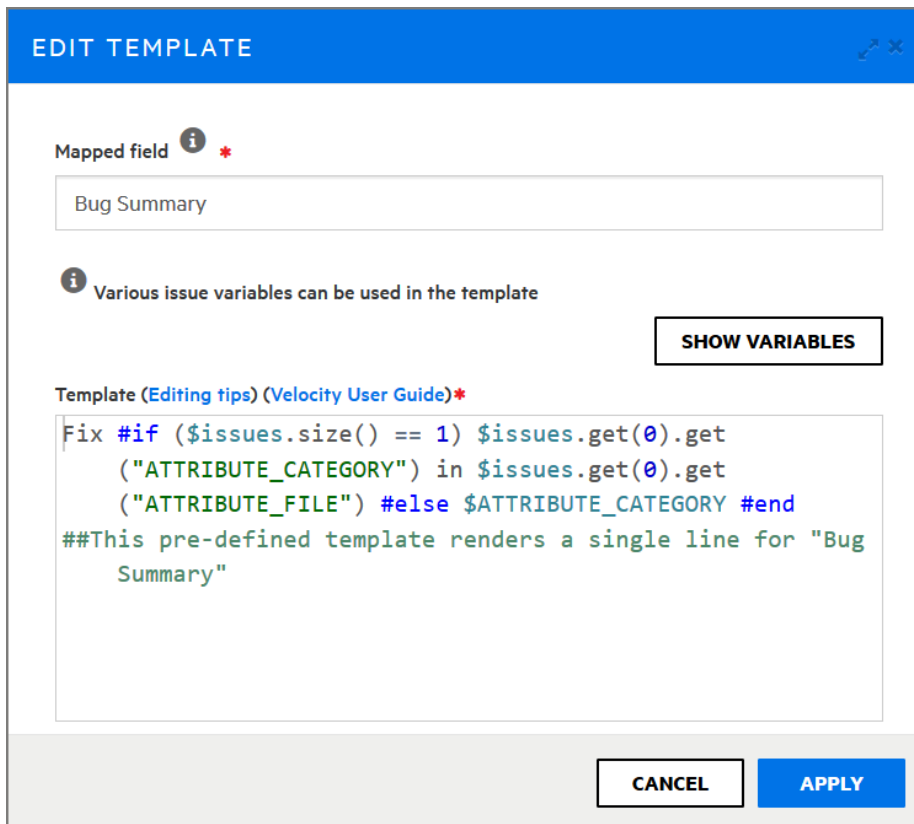 EDIT TEMPLATE
Mapped field *
Bug Summary
Various issue variables can be used in the template
SHOW VARIABLES
Template (Editing tips) (Velocity User Guide)*
Fix #if ($issues.size() == 1) $issues.get(0).get
("ATTRIBUTE_CATEGORY") in $issues.get(0).get
("ATTRIBUTE_FILE") #else $ATTRIBUTE_CATEGORY #end
##This pre-defined template renders a single line for "Bug
Summary"
CANCEL
APPLY